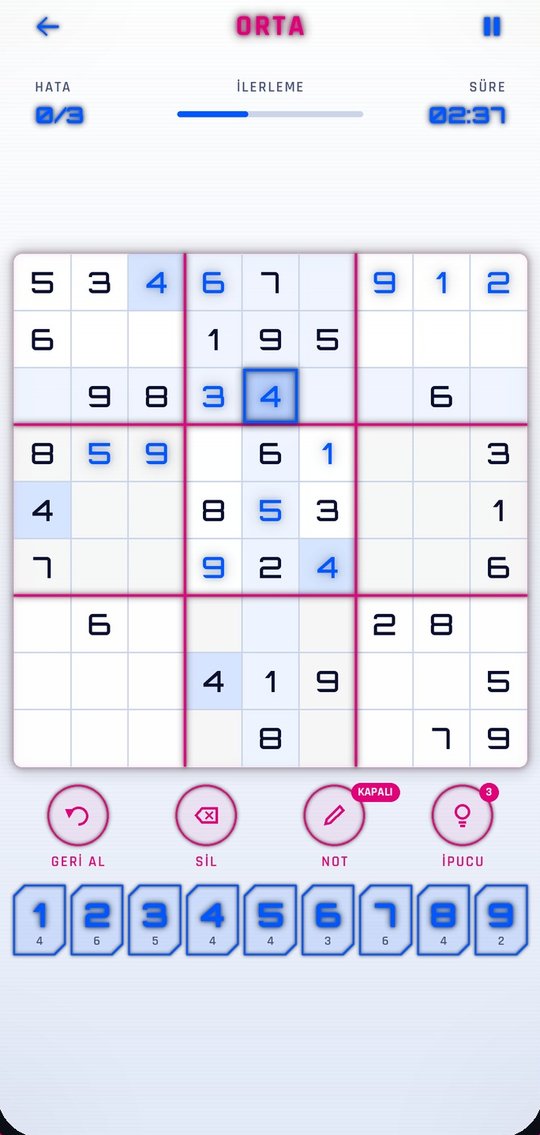 ORTA
HATA İLERLEME SÜRE
0/3 02:37
5 3 4 6 7 9 1 2
6 1 9 5
9 8 3 4 6
8 5 9 6 1 3
4 8 5 3 1
7 9 2 4 6
6 2 8
4 1 9 5
8 7 9
KAPALI 3
GERİ AL SİL NOT İPUCU
1 2 3 4 5 6 7 8 9
4 6 5 4 4 3 6 4 2